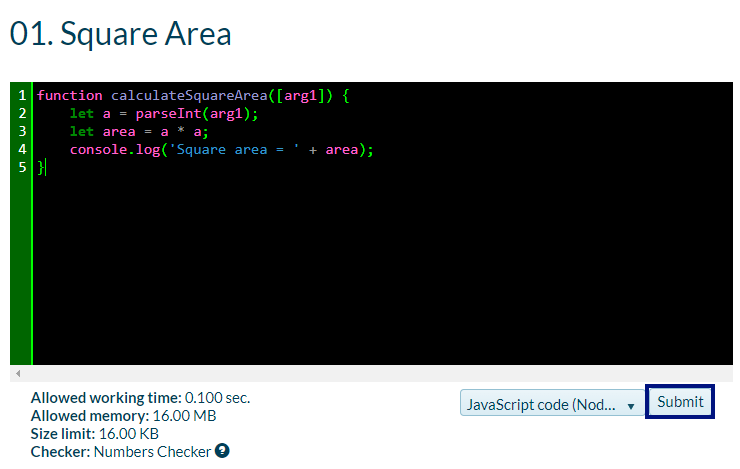 01. Square Area
1 function calculateSquareArea([arg1]) {
2     let a = parseInt(arg1);
3     let area = a * a;
4     console.log('Square area = ' + area);
5 }
Allowed working time: 0.100 sec.
Allowed memory: 16.00 MB
Size limit: 16.00 KB
Checker: Numbers Checker ?
JavaScript code (Nod... ▼
Submit